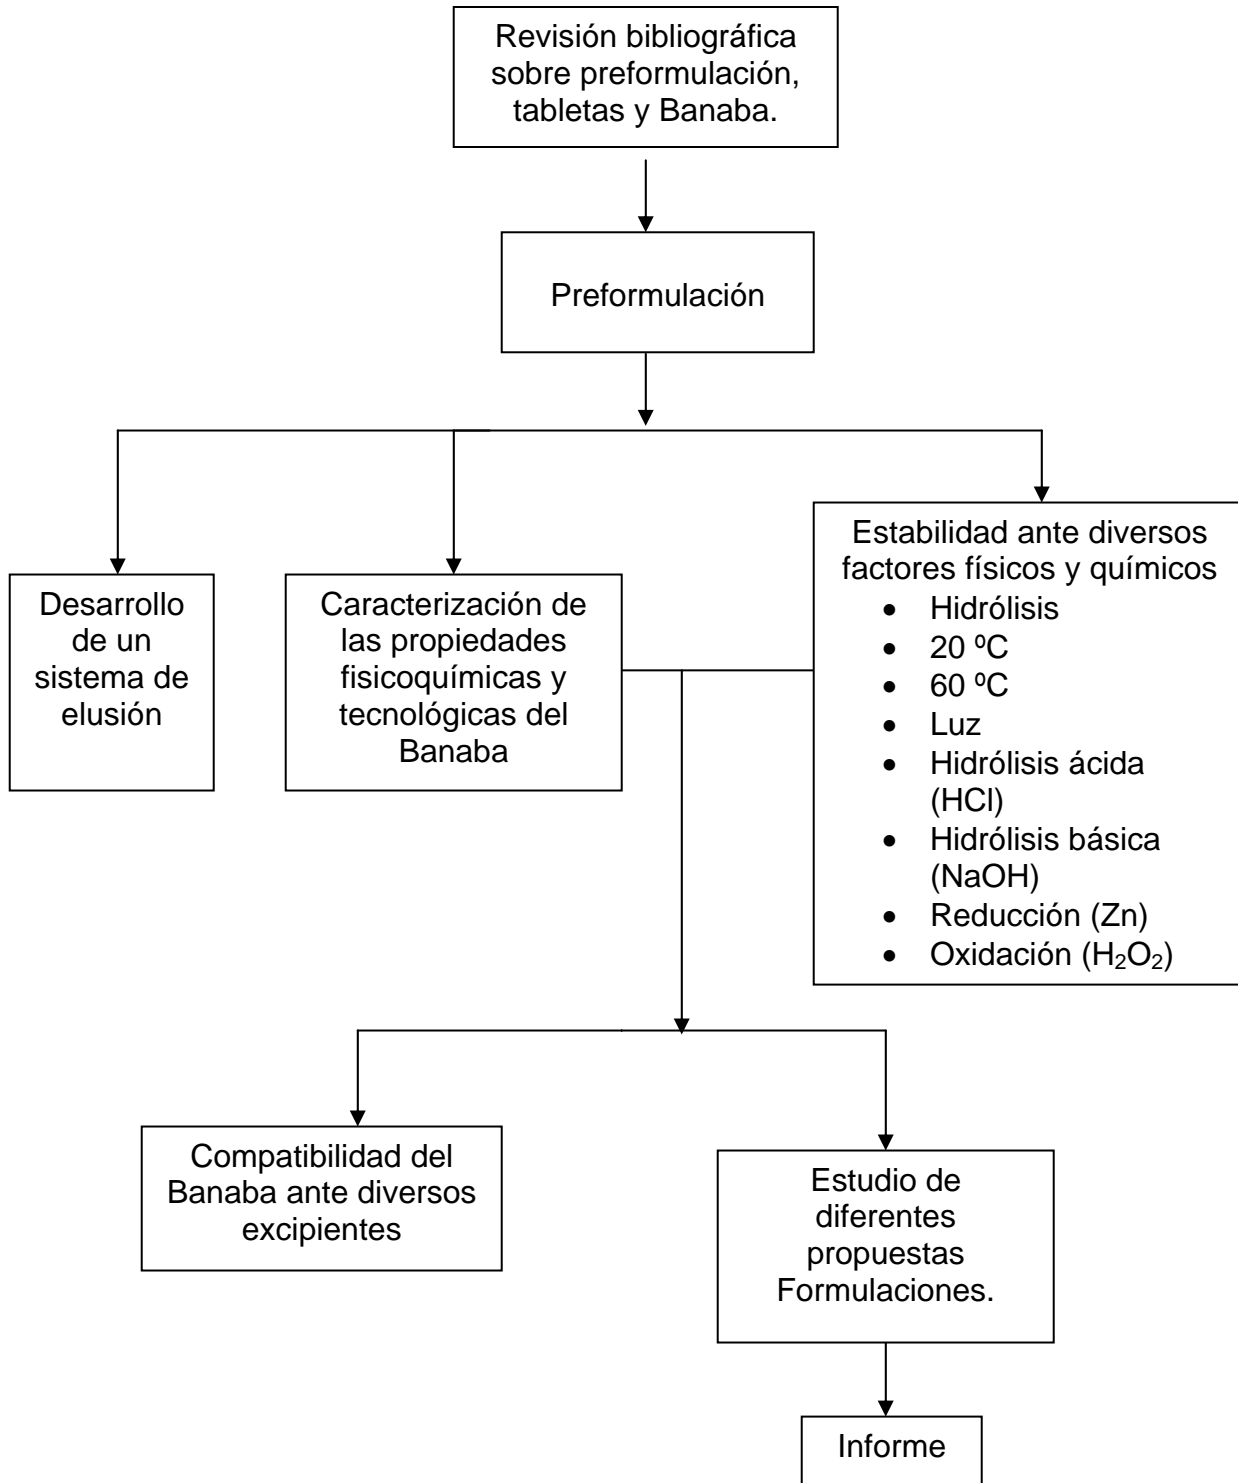 Revisión bibliográfica
sobre preformulación,
tabletas y Banaba.
Preformulación
Desarrollo
de un
sistema de
elusión
Caracterización de
las propiedades
fisicoquímicas y
tecnológicas del
Banaba
Estabilidad ante diversos
factores físicos y químicos
• Hidrólisis
• 20 ºC
• 60 ºC
• Luz
• Hidrólisis ácida
(HCl)
• Hidrólisis básica
(NaOH)
• Reducción (Zn)
• Oxidación (H₂O₂)
Compatibilidad del
Banaba ante diversos
excipientes
Estudio de
diferentes
propuestas
Formulaciones.
Informe